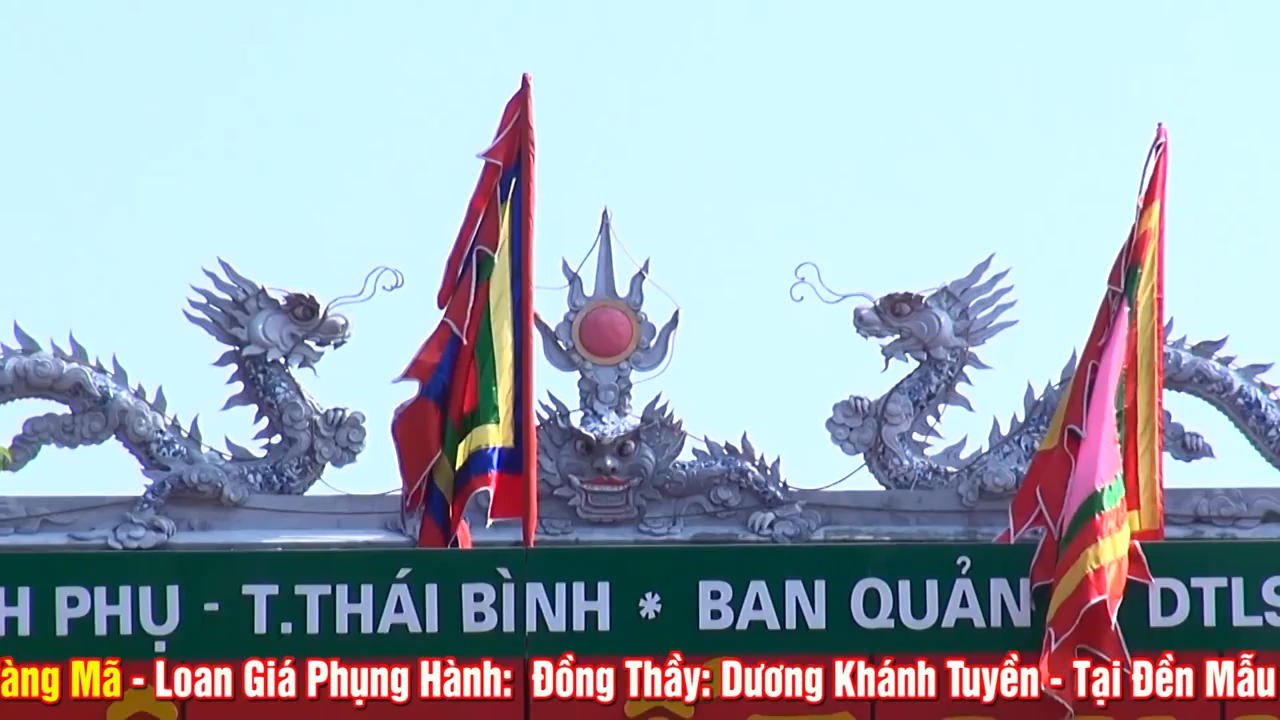 H PHỤ - T.THÁI BÌNH * BAN QUẢN DTLS
àng Mã - Loan Giá Phụng Hành: Đồng Thầy: Dương Khánh Tuyền - Tại Đền Mẫu